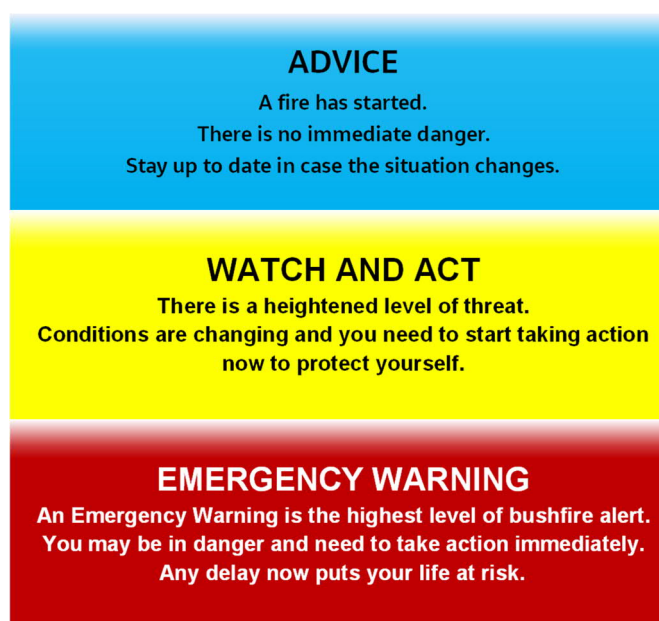 ADVICE
A fire has started.
There is no immediate danger.
Stay up to date in case the situation changes.
WATCH AND ACT
There is a heightened level of threat.
Conditions are changing and you need to start taking action
now to protect yourself.
EMERGENCY WARNING
An Emergency Warning is the highest level of bushfire alert.
You may be in danger and need to take action immediately.
Any delay now puts your life at risk.